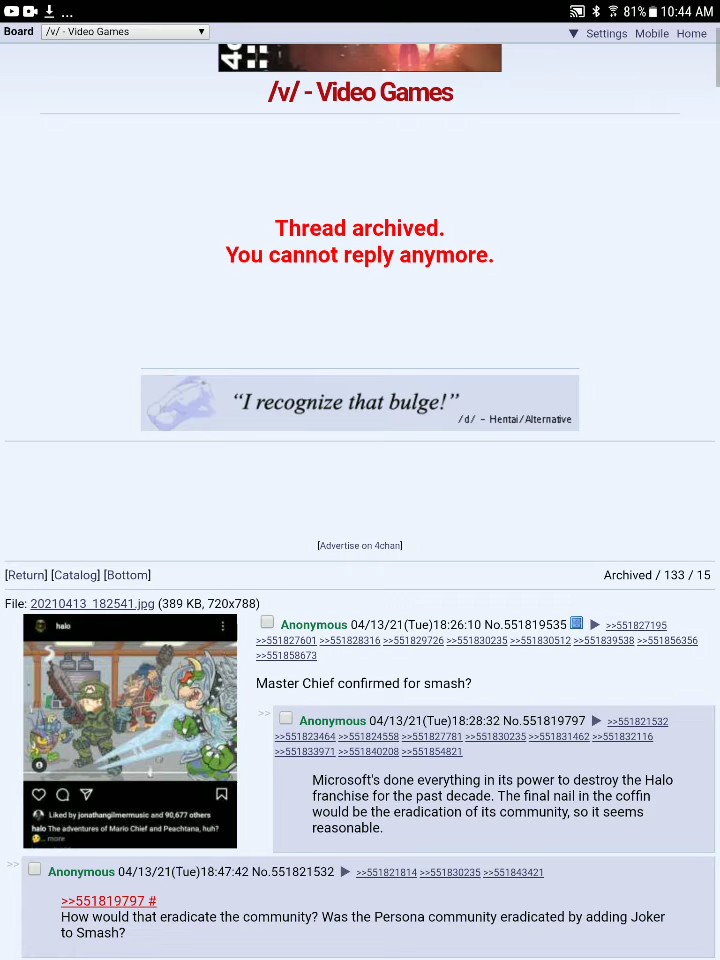 ... 81% 10:44 AM
Board /v/ - Video Games ▼ ▼ Settings Mobile Home
/v/ - Video Games
Thread archived.
You cannot reply anymore.
“I recognize that bulge!”
/d/ - Hentai/Alternative
[Advertise on 4chan]
[Return] [Catalog] [Bottom] Archived / 133 / 15
File: 20210413_182541.jpg (389 KB, 720x788)
halo
Liked by jonathangilmermusic and 90,677 others
halo The adventures of Mario Chief and Peachtana, huh?
... more
Anonymous 04/13/21(Tue)18:26:10 No.551819535 ▶ >>551827195
>>551827601 >>551828316 >>551829726 >>551830235 >>551830512 >>551839538 >>551856356
>>551858673
Master Chief confirmed for smash?
>> Anonymous 04/13/21(Tue)18:28:32 No.551819797 ▶ >>551821532
>>551823464 >>551824558 >>551827781 >>551830235 >>551831462 >>551832116
>>551833971 >>551840208 >>551854821
Microsoft's done everything in its power to destroy the Halo
franchise for the past decade. The final nail in the coffin
would be the eradication of its community, so it seems
reasonable.
>> Anonymous 04/13/21(Tue)18:47:42 No.551821532 ▶ >>551821814 >>551830235 >>551843421
>>551819797 #
How would that eradicate the community? Was the Persona community eradicated by adding Joker
to Smash?